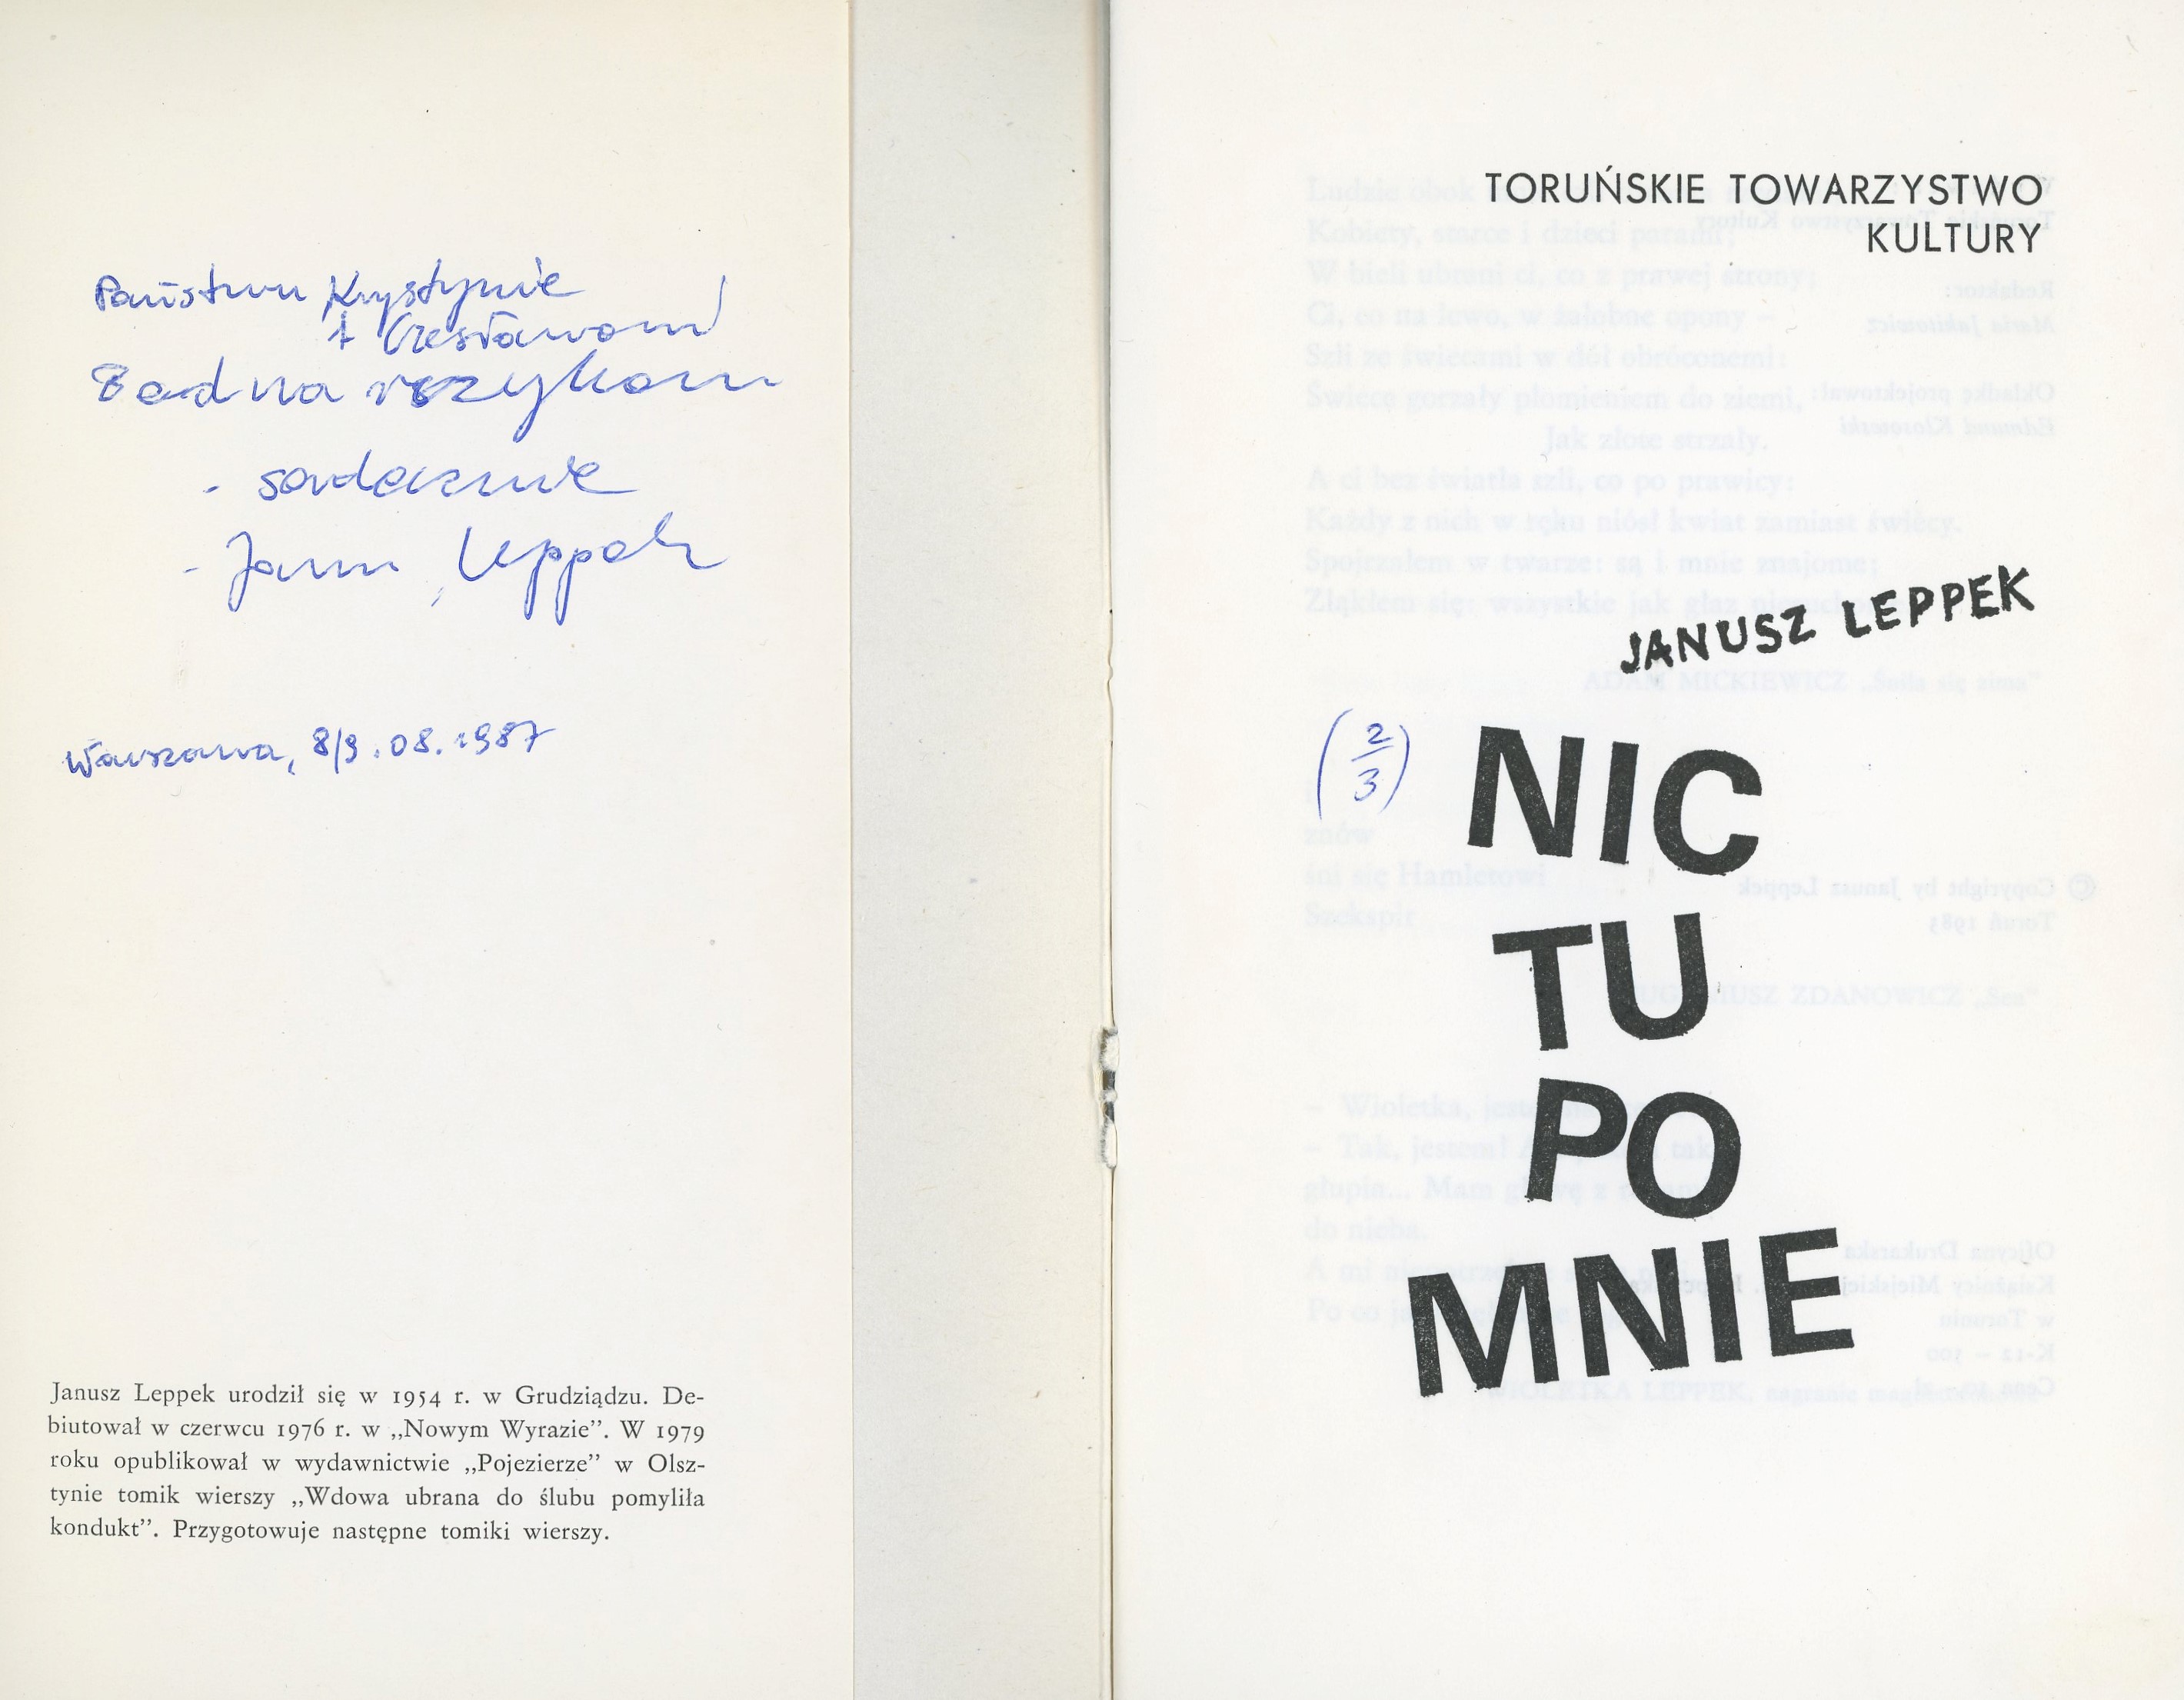 Państwu Krystynie
i Czesławowi
Bednarczykom
- serdecznie
- Janusz Leppek
Warszawa, 8/9.08.1987
Janusz Leppek urodził się w 1954 r. w Grudziądzu. De-
biutował w czerwcu 1976 r. w „Nowym Wyrazie”. W 1979
roku opublikował w wydawnictwie „Pojezierze” w Olsz-
tynie tomik wierszy „Wdowa ubrana do ślubu pomyliła
kondukt”. Przygotowuje następne tomiki wierszy.
TORUŃSKIE TOWARZYSTWO
KULTURY
JANUSZ LEPPEK
(2/3)
NIC
TU
PO
MNIE